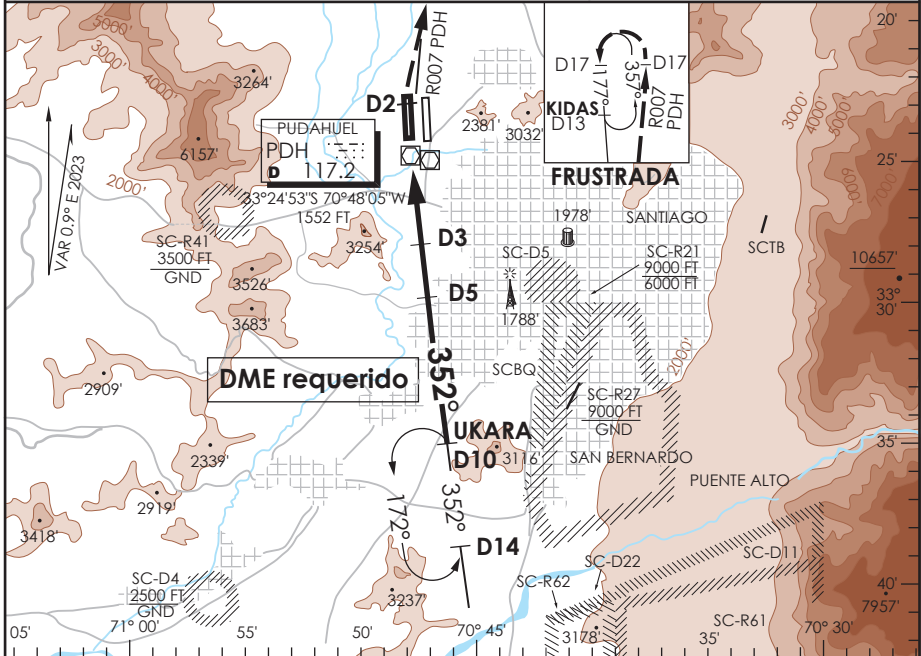 5000'
3000'
4000'
3264'
6157'
2000'
VAR 0.9° E 2023
R007 PDH
D2
PUDAHUEL
PDH
D 117.2
33°24'53"S 70°48'05"W
1552 FT
2381'
3032'
D17
D17
177°
357°
KIDAS
D13
R007
PDH
FRUSTRADA
20'
25'
3000'
4000'
5000'
6000'
7000'
SC-R41
3500 FT
GND
3254'
3526'
3683'
D3
D5
1978'
SANTIAGO
SC-D5
SC-R21
9000 FT
6000 FT
SCTB
10657'
33°
30'
1788'
2000'
2909'
DME requerido
352°
SCBQ
SC-R27
9000 FT
GND
UKARA
D10
3116'
SAN BERNARDO
35'
2339'
2919'
3418'
172°
352°
D14
PUENTE ALTO
SC-D4
2500 FT
GND
3237'
SC-R62
SC-D22
SC-D11
3178'
SC-R61
40'
7957'
05'
71° 00'
55'
50'
70° 45'
35'
70° 30'